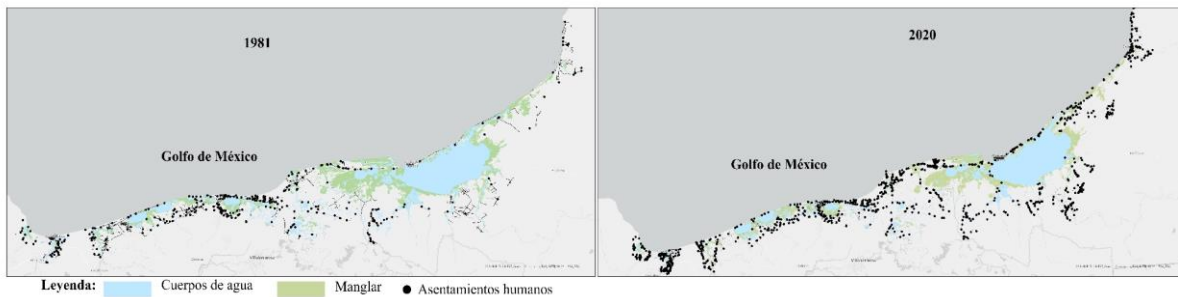 1981
2020
Golfo de México
Golfo de México
Leyenda: Cuerpos de agua Manglar Asentamientos humanos